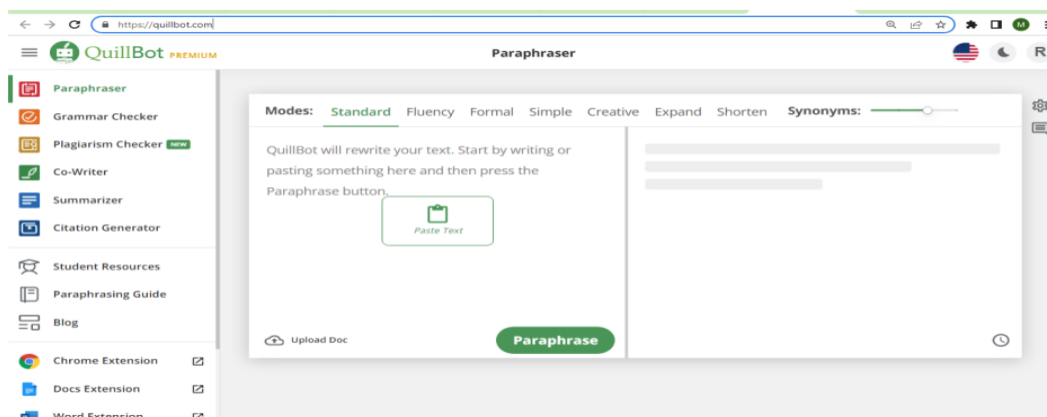 https://quillbot.com
M
QuillBot PREMIUM
Paraphraser
R
Paraphraser
Grammar Checker
Plagiarism Checker NEW
Co-Writer
Summarizer
Citation Generator
Student Resources
Paraphrasing Guide
Blog
Chrome Extension
Docs Extension
Word Extension
Modes: Standard Fluency Formal Simple Creative Expand Shorten Synonyms:
QuillBot will rewrite your text. Start by writing or
pasting something here and then press the
Paraphrase button.
Paste Text
Upload Doc
Paraphrase